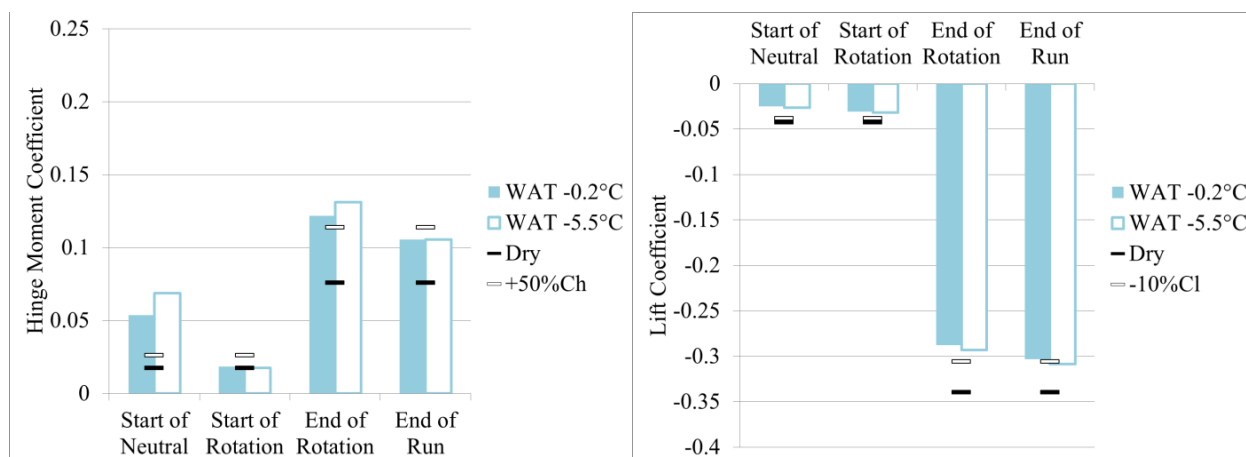 Hinge Moment Coefficient
0.25
0.2
0.15
0.1
0.05
0
Start of
Neutral
Start of
Rotation
End of
Rotation
End of
Run
WAT -0.2°C
WAT -5.5°C
Dry
+50%Ch
Start of
Neutral
Start of
Rotation
End of
Rotation
End of
Run
Lift Coefficient
0
-0.05
-0.1
-0.15
-0.2
-0.25
-0.3
-0.35
-0.4
WAT -0.2°C
WAT -5.5°C
Dry
-10%Cl